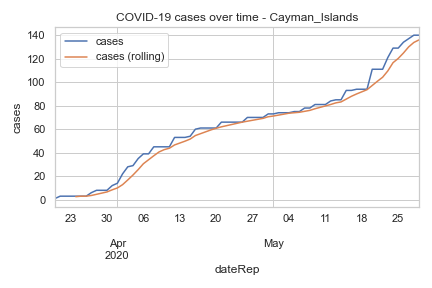 COVID-19 cases over time - Cayman_Islands
cases
cases (rolling)
140
120
100
80
60
40
20
0
cases
23 30 06 13 20 27 04 11 18 25
Apr May
2020
dateRep